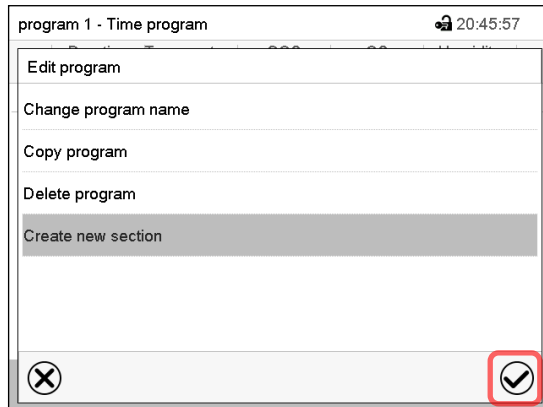 program 1 - Time program 20:45:57
Edit program
Change program name
Copy program
Delete program
Create new section